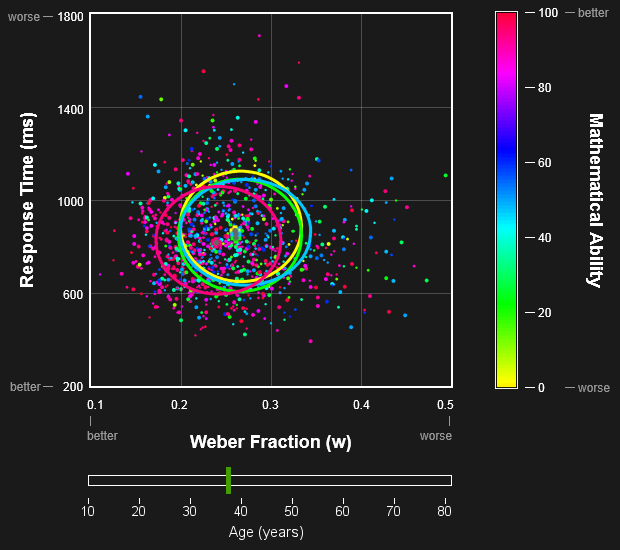 worse 1800
1400
1000
600
better 200
Response Time (ms)
0.1 0.2 0.3 0.4 0.5
better worse
Weber Fraction (w)
10 20 30 40 50 60 70 80
Age (years)
100 better
80
60
40
20
0 worse
Mathematical Ability